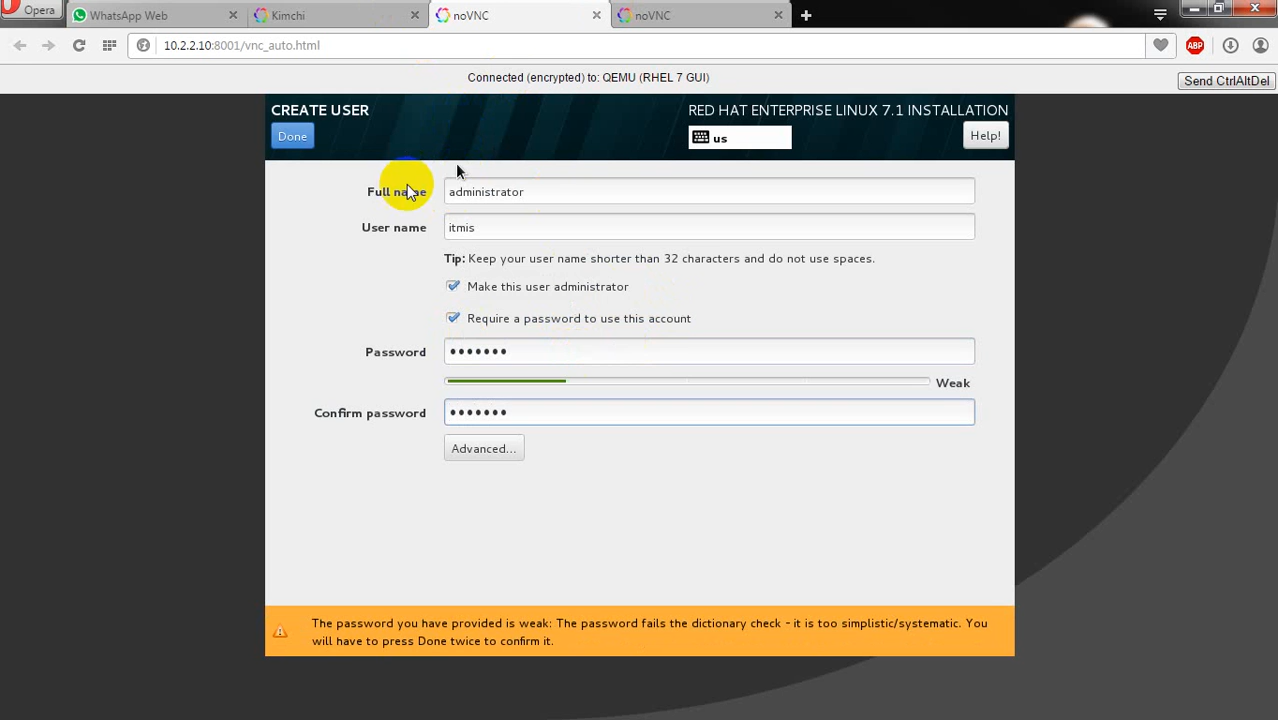 Opera
WhatsApp Web
Kimchi
noVNC
noVNC
10.2.2.10:8001/vnc_auto.html
ABP
Connected (encrypted) to: QEMU (RHEL 7 GUI)
Send CtrlAltDel
CREATE USER
RED HAT ENTERPRISE LINUX 7.1 INSTALLATION
Done
us
Help!
Full name
administrator
User name
itmis
Tip: Keep your user name shorter than 32 characters and do not use spaces.
Make this user administrator
Require a password to use this account
Password
Weak
Confirm password
Advanced...
The password you have provided is weak: The password fails the dictionary check - it is too simplistic/systematic. You
will have to press Done twice to confirm it.